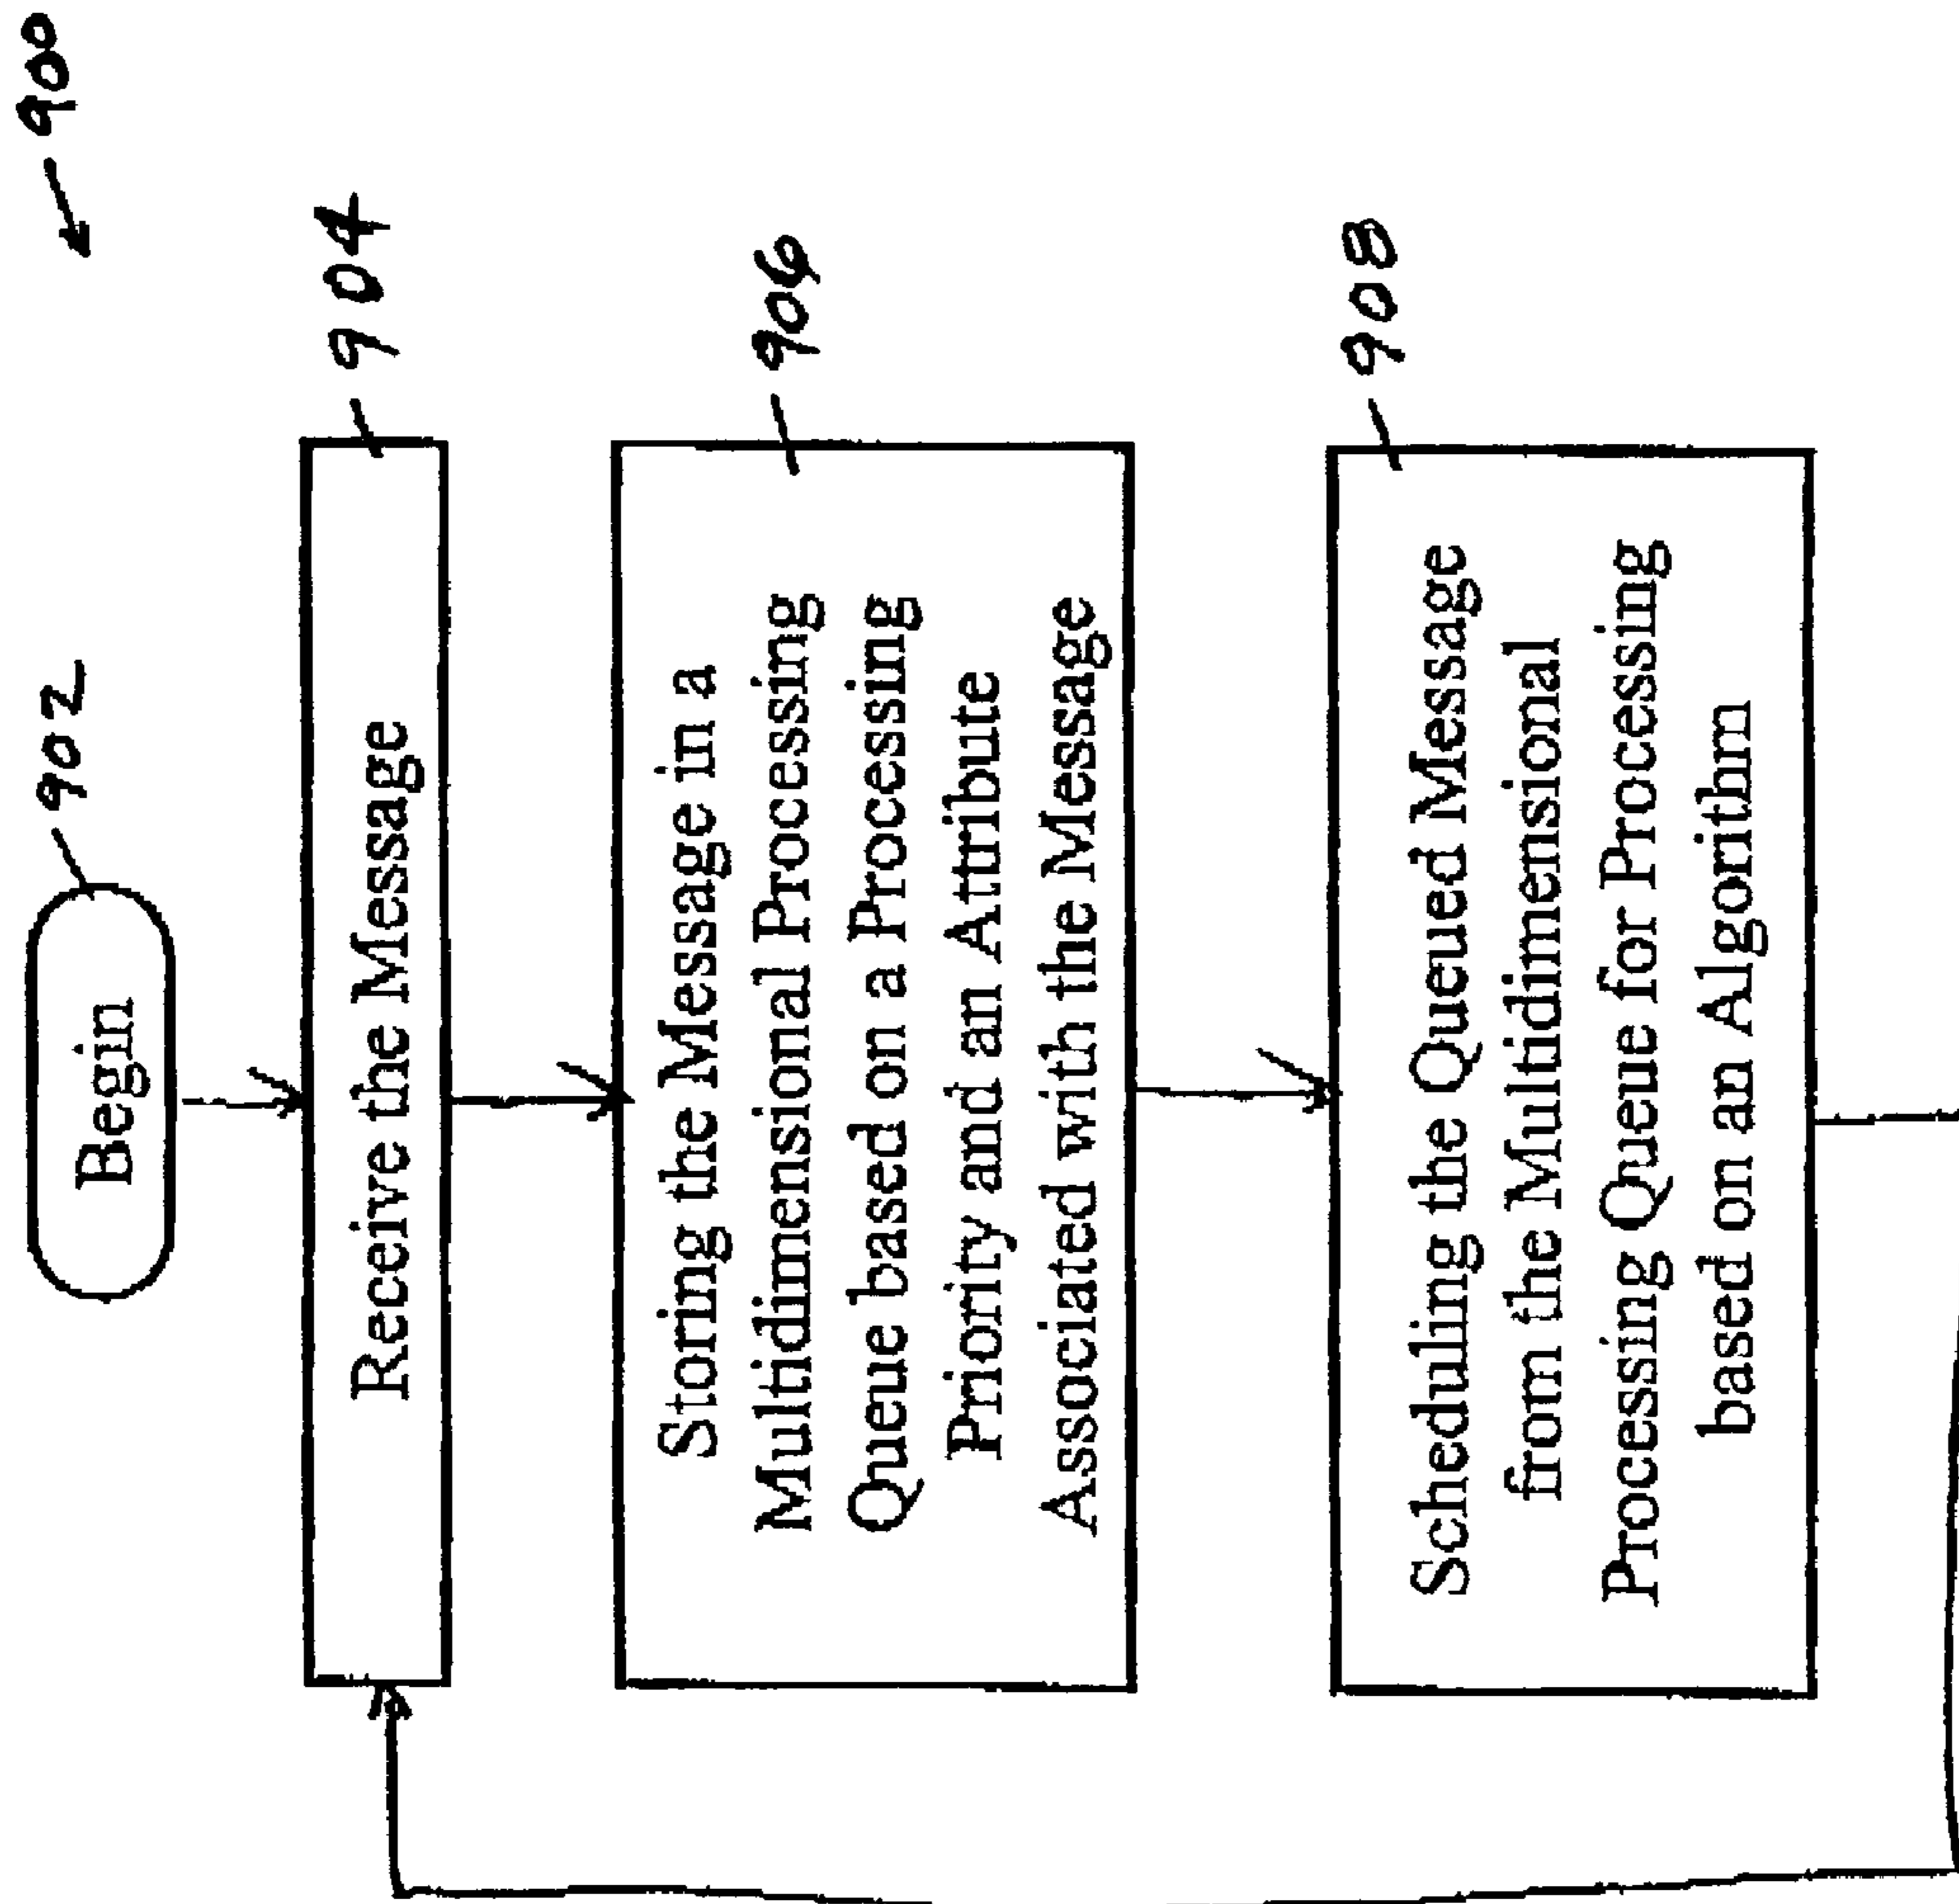 900
902
Begin
904
Receive the Message
906
Storing the Message in a
Multidimensional Processing
Queue based on a Processing
Priority and an Attribute
Associated with the Message
908
Scheduling the Queued Message
from the Multidimensional
Processing Queue for Processing
based on an Algorithm